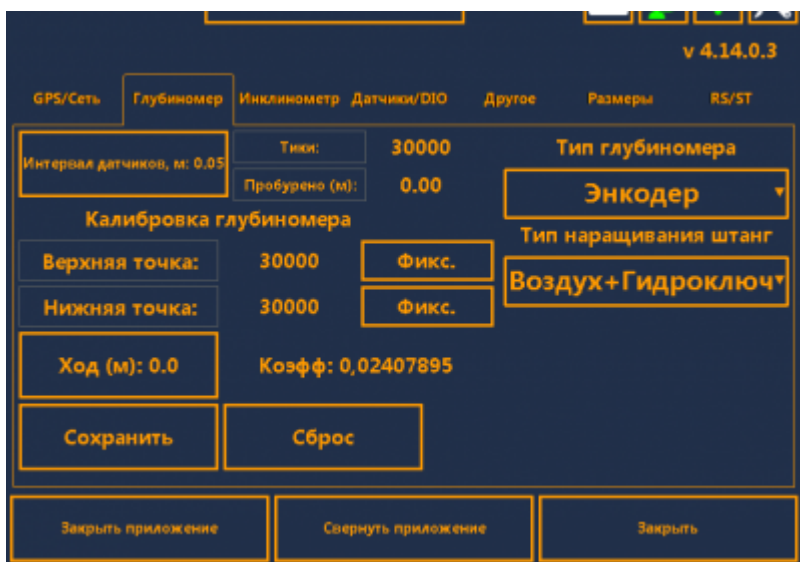 v 4.14.0.3
GPS/Сеть Глубиномер Инклинометр Датчики/DIO Другое Размеры RS/ST
Интервал датчиков, м: 0.05
Тики: 30000
Пробурено (м): 0.00
Тип глубиномера
Энкодер
Калибровка глубиномера
Тип наращивания штанг
Воздух+Гидроключ
Верхняя точка: 30000 Фикс.
Нижняя точка: 30000 Фикс.
Ход (м): 0.0 Коэфф: 0,02407895
Сохранить Сброс
Закрыть приложение Свернуть приложение Закрыть